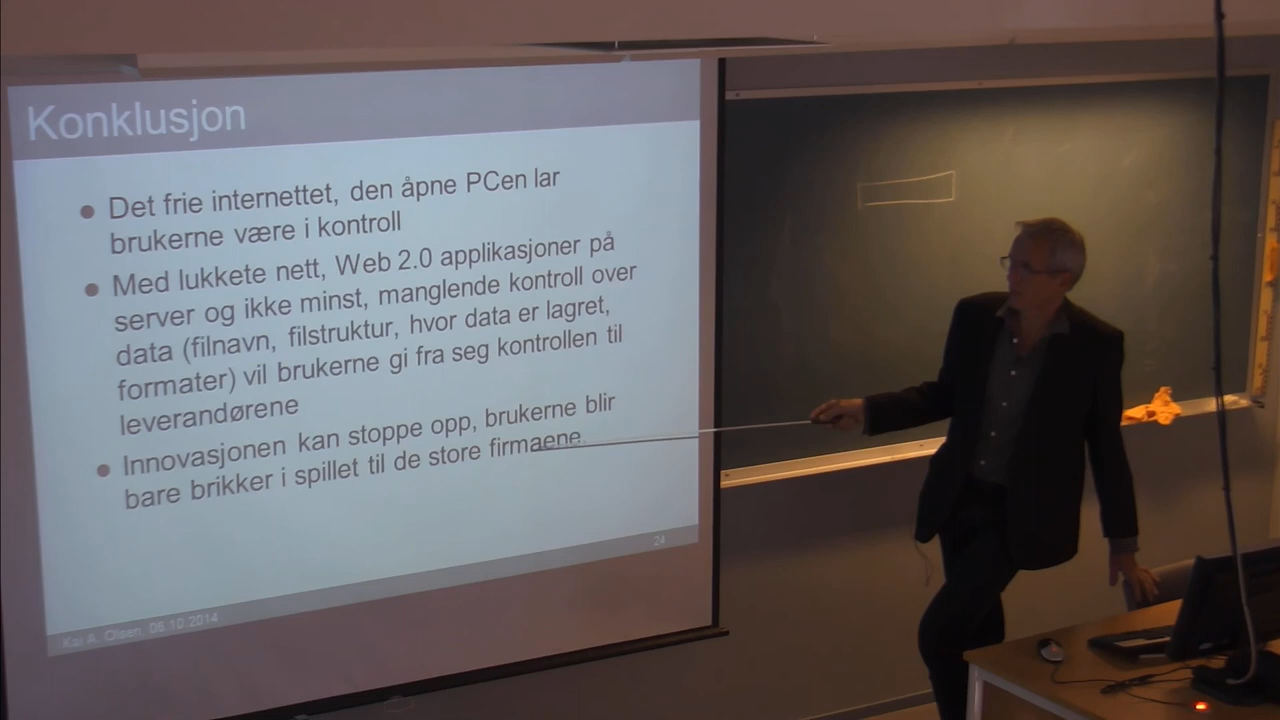 Konklusjon
Det frie internettet, den åpne PCen lar
brukerne være i kontroll
Med lukkete nett, Web 2.0 applikasjoner på
server og ikke minst, manglende kontroll over
data (filnavn, filstruktur, hvor data er lagret,
formater) vil brukerne gi fra seg kontrollen til
leverandørene
Innovasjonen kan stoppe opp, brukerne blir
bare brikker i spillet til de store firmaene.
24
Kai A. Olsen, 06.10.2014